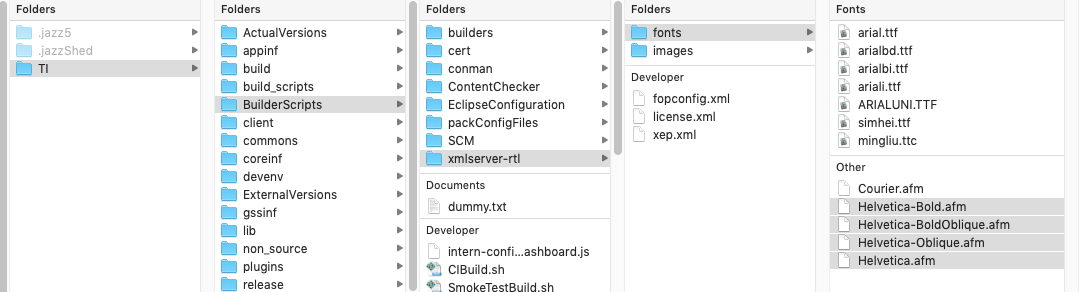 Folders
.jazz5
.jazzShed
TI
Folders
ActualVersions
appinf
build
build_scripts
BuilderScripts
client
commons
coreinf
devenv
ExternalVersions
gssinf
lib
non_source
plugins
release
Folders
builders
cert
conman
ContentChecker
EclipseConfiguration
packConfigFiles
SCM
xmlserver-rtl
Documents
dummy.txt
Developer
intern-confi...ashboard.js
CIBuild.sh
SmokeTestBuild.sh
Folders
fonts
images
Developer
fopconfig.xml
license.xml
xep.xml
Fonts
arial.ttf
arialbd.ttf
arialbi.ttf
ariali.ttf
ARIALUNI.TTF
simhei.ttf
mingliu.ttc
Other
Courier.afm
Helvetica-Bold.afm
Helvetica-BoldOblique.afm
Helvetica-Oblique.afm
Helvetica.afm